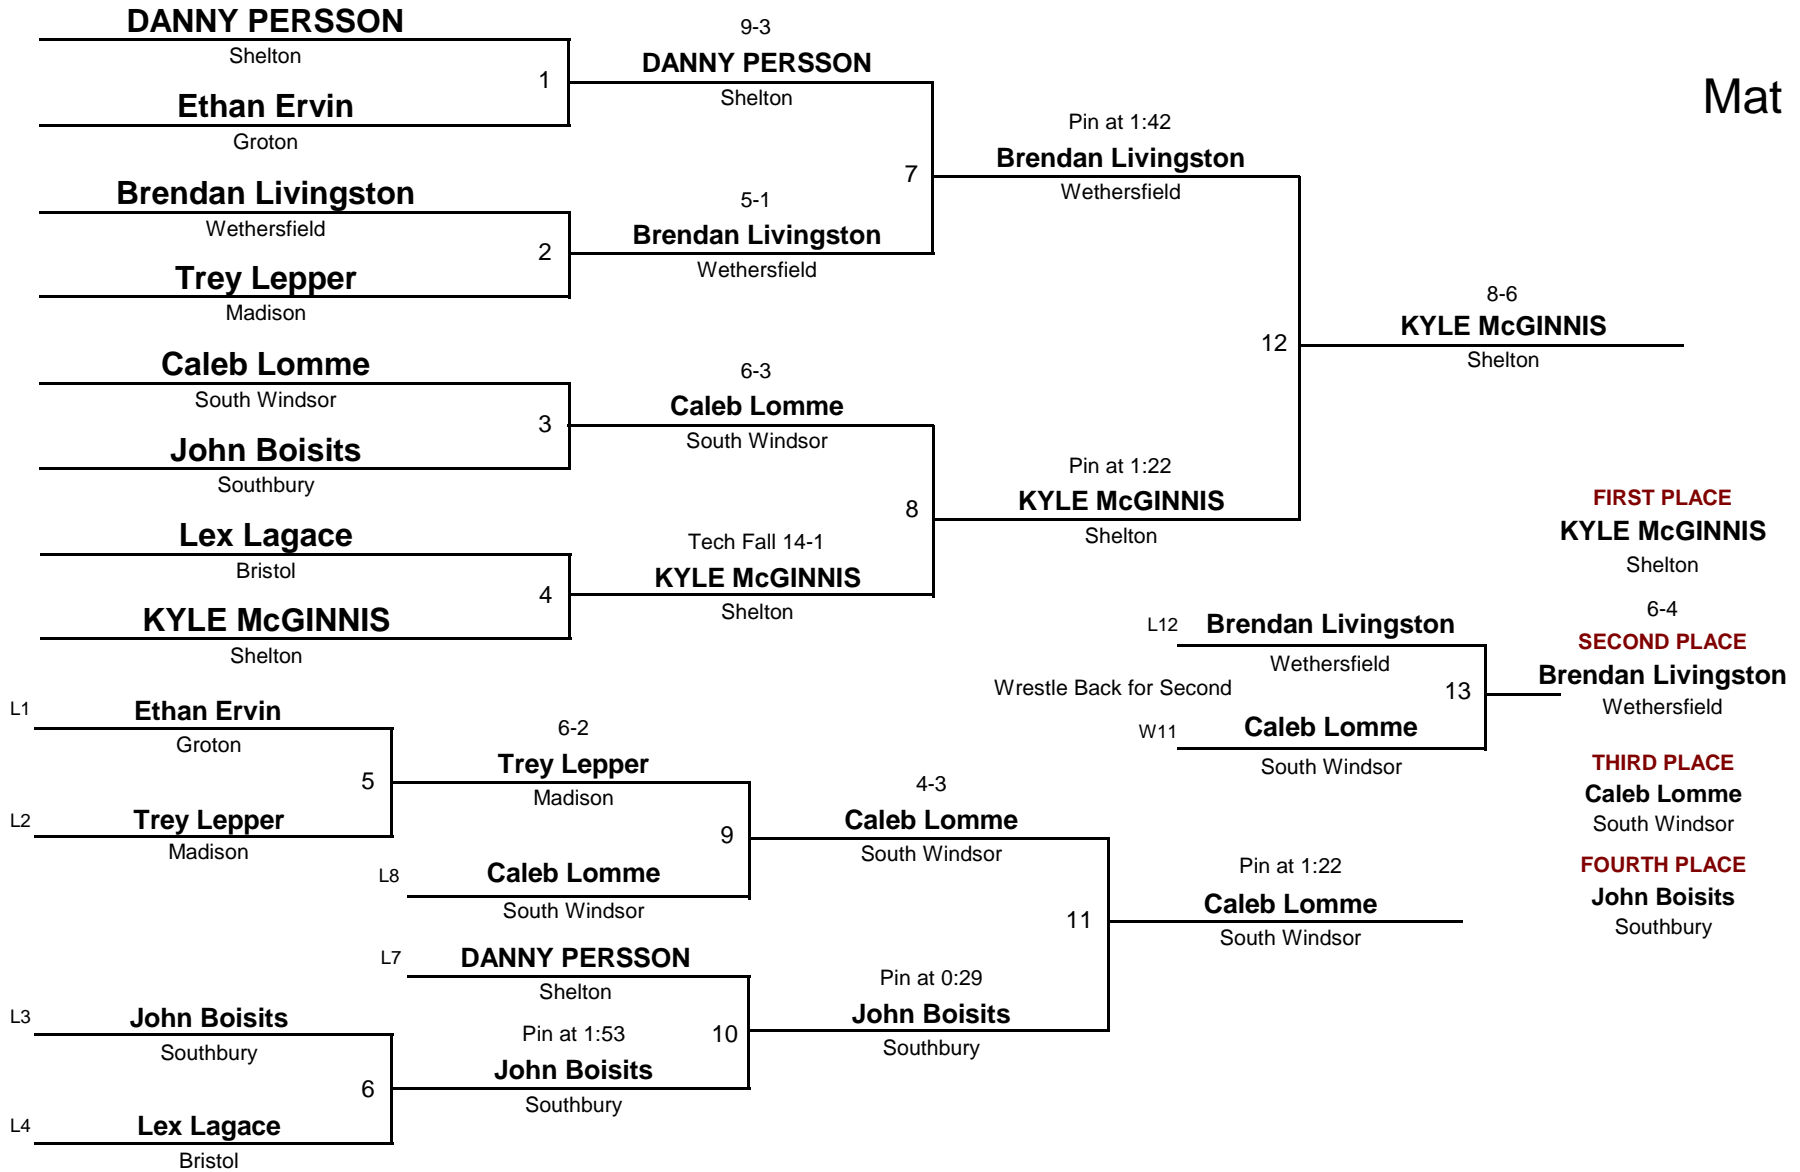 DANNY PERSSON
Shelton
1
Ethan Ervin
Groton
Brendan Livingston
Wethersfield
2
Trey Lepper
Madison
Caleb Lomme
South Windsor
3
John Boisits
Southbury
Lex Lagace
Bristol
4
KYLE McGINNIS
Shelton
9-3
DANNY PERSSON
Shelton
7
5-1
Brendan Livingston
Wethersfield
6-3
Caleb Lomme
South Windsor
8
Tech Fall 14-1
KYLE McGINNIS
Shelton
Pin at 1:42
Brendan Livingston
Wethersfield
12
Pin at 1:22
KYLE McGINNIS
Shelton
8-6
KYLE McGINNIS
Shelton
Mat
L1 Ethan Ervin
Groton
5
L2 Trey Lepper
Madison
L3 John Boisits
Southbury
6
L4 Lex Lagace
Bristol
6-2
Trey Lepper
Madison
9
L8 Caleb Lomme
South Windsor
L7 DANNY PERSSON
Shelton
10
Pin at 1:53
John Boisits
Southbury
4-3
Caleb Lomme
South Windsor
11
Pin at 0:29
John Boisits
Southbury
Pin at 1:22
Caleb Lomme
South Windsor
L12 Brendan Livingston
Wethersfield
Wrestle Back for Second
13
W11 Caleb Lomme
South Windsor
FIRST PLACE
KYLE McGINNIS
Shelton
6-4
SECOND PLACE
Brendan Livingston
Wethersfield
THIRD PLACE
Caleb Lomme
South Windsor
FOURTH PLACE
John Boisits
Southbury